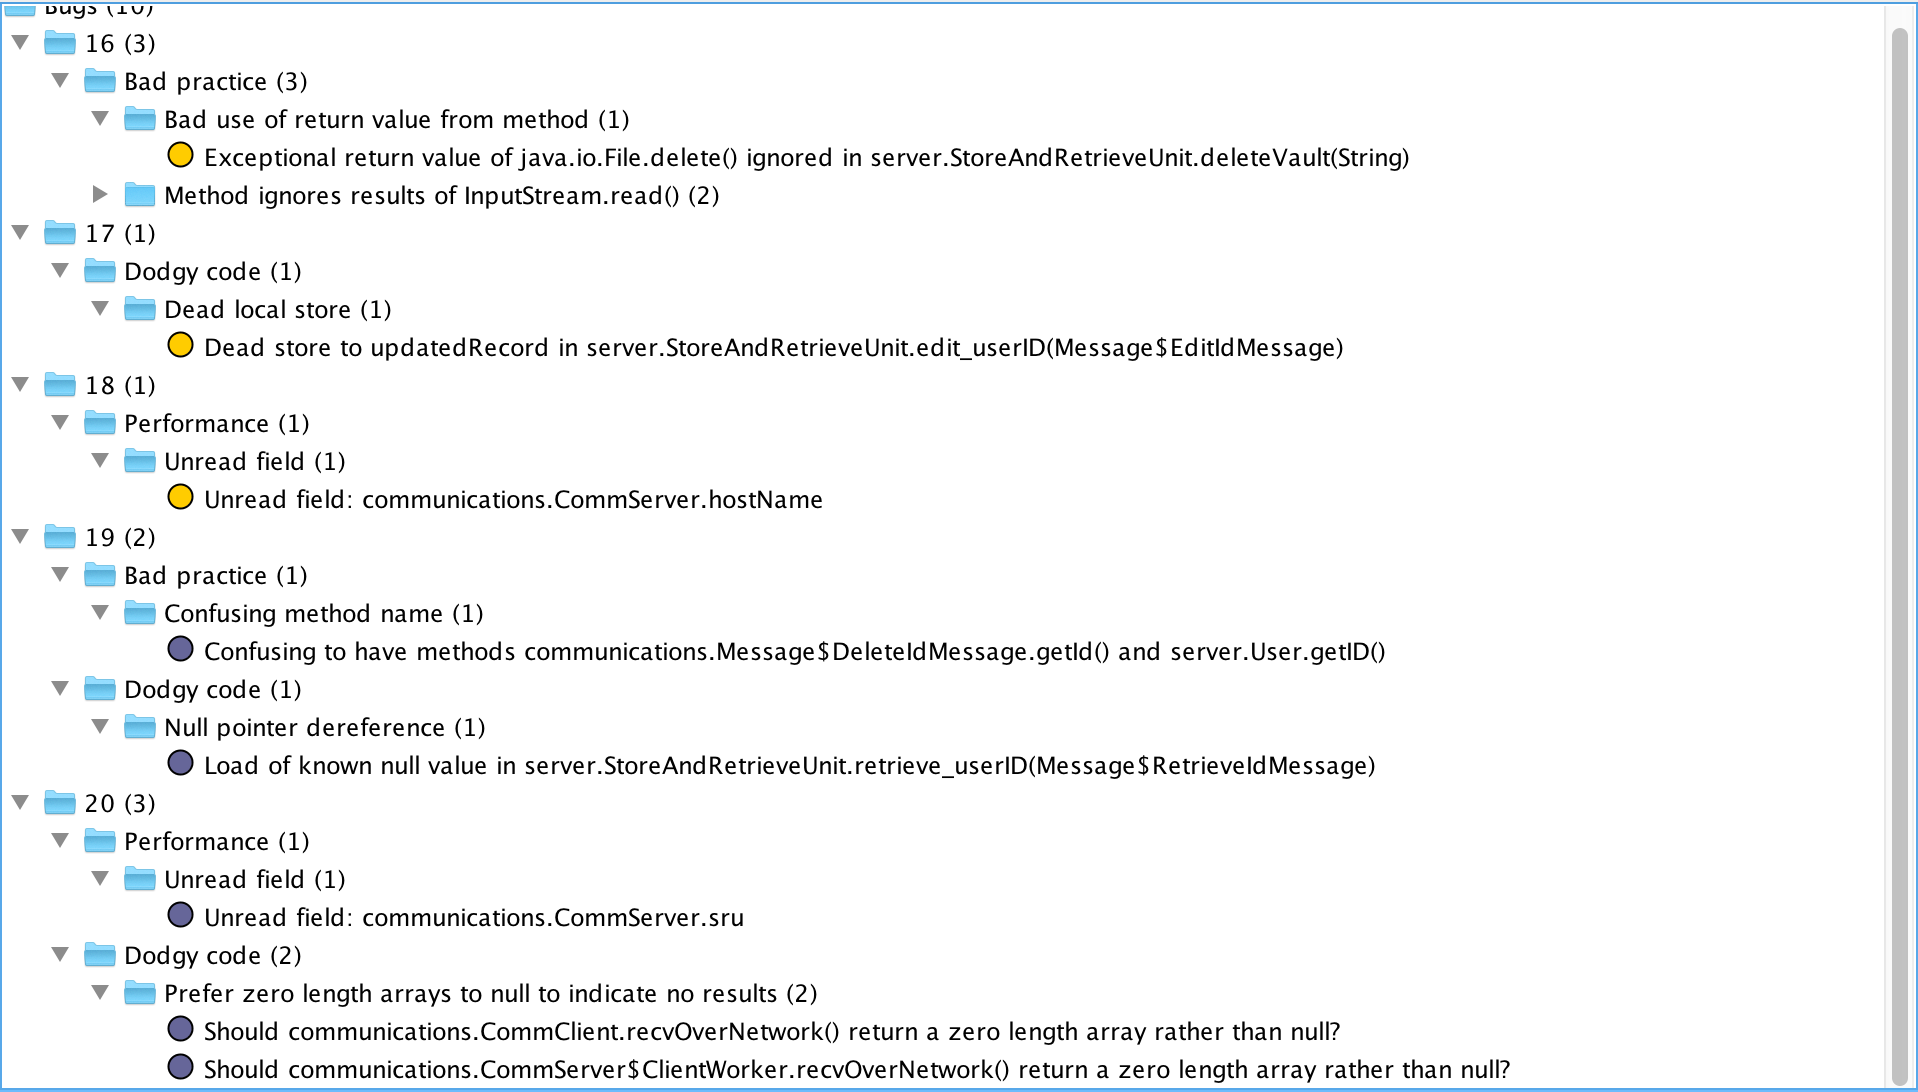 Bugs (10)
16 (3)
Bad practice (3)
Bad use of return value from method (1)
Exceptional return value of java.io.File.delete() ignored in server.StoreAndRetrieveUnit.deleteVault(String)
Method ignores results of InputStream.read() (2)
17 (1)
Dodgy code (1)
Dead local store (1)
Dead store to updatedRecord in server.StoreAndRetrieveUnit.edit_userID(Message$EditIdMessage)
18 (1)
Performance (1)
Unread field (1)
Unread field: communications.CommServer.hostName
19 (2)
Bad practice (1)
Confusing method name (1)
Confusing to have methods communications.Message$DeleteIdMessage.getId() and server.User.getID()
Dodgy code (1)
Null pointer dereference (1)
Load of known null value in server.StoreAndRetrieveUnit.retrieve_userID(Message$RetrieveIdMessage)
20 (3)
Performance (1)
Unread field (1)
Unread field: communications.CommServer.sru
Dodgy code (2)
Prefer zero length arrays to null to indicate no results (2)
Should communications.CommClient.recvOverNetwork() return a zero length array rather than null?
Should communications.CommServer$ClientWorker.recvOverNetwork() return a zero length array rather than null?